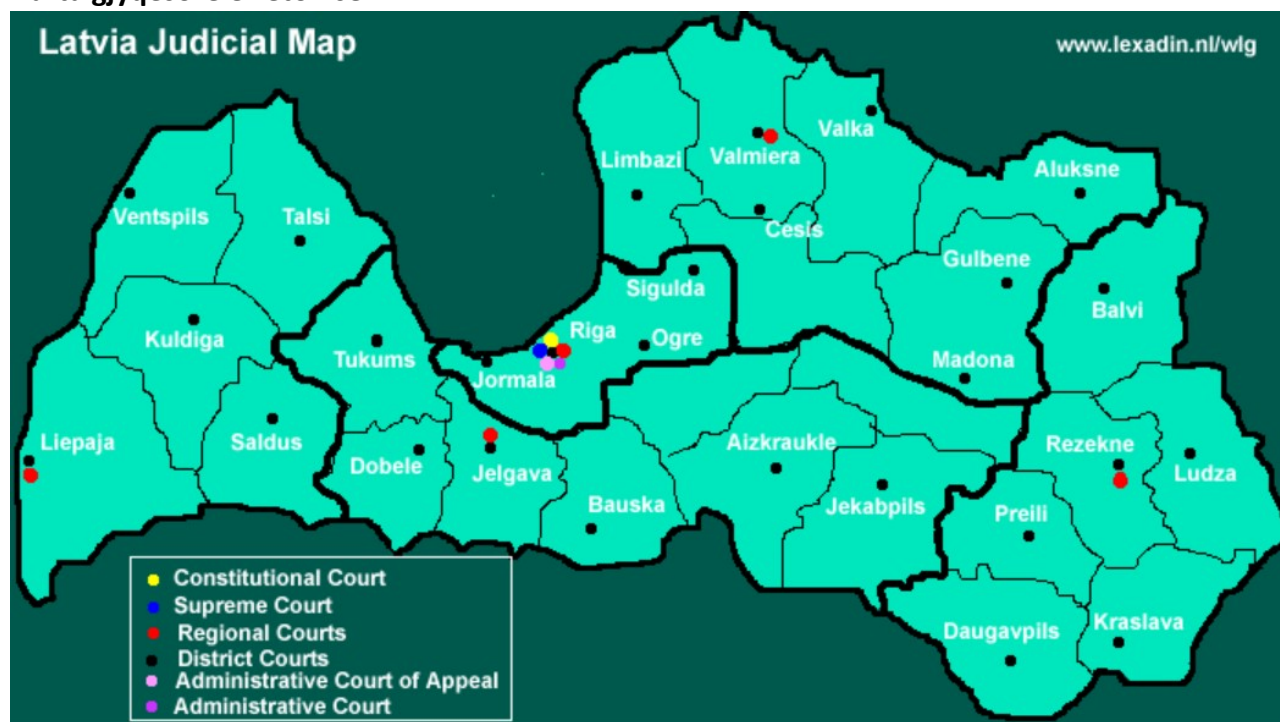 Latvia Judicial Map
www.lexadin.nl/wlg
Valka
Limbazi
Valmiera
Aluksne
Ventspils
Talsi
Cesis
Gulbene
Sigulda
Balvi
Kuldiga
Riga
Ogre
Tukums
Madona
Jormala
Liepaja
Saldus
Aizkraukle
Rezekne
Dobele
Jelgava
Ludza
Bauska
Jekabpils
Preili
Daugavpils
Kraslava
Constitutional Court
Supreme Court
Regional Courts
District Courts
Administrative Court of Appeal
Administrative Court